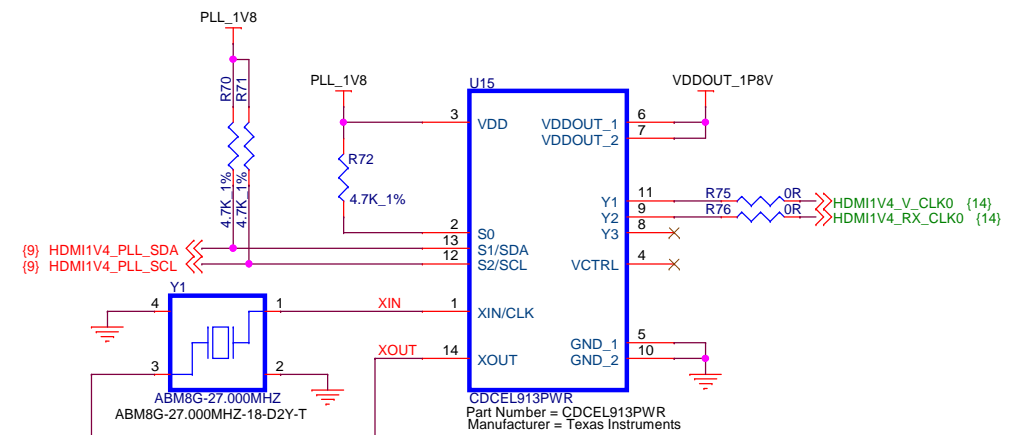 PLL_1V8
R70
R71
4.7K_1%
4.7K_1%
PLL_1V8
R72
4.7K_1%
U15
VDDOUT_1P8V
3 VDD
VDDOUT_1 6
VDDOUT_2 7
Y1 11 R75 0R HDMI1V4_V_CLK0 {14}
Y2 9 R76 0R HDMI1V4_RX_CLK0 {14}
Y3 8
2 S0
{9} HDMI1V4_PLL_SDA 13 S1/SDA
{9} HDMI1V4_PLL_SCL 12 S2/SCL
VCTRL 4
Y1
4 1 XIN 1 XIN/CLK
GND_1 5
GND_2 10
XOUT 14 XOUT
3 2
ABM8G-27.000MHZ
ABM8G-27.000MHZ-18-D2Y-T
CDCEL913PWR
Part Number = CDCEL913PWR
Manufacturer = Texas Instruments